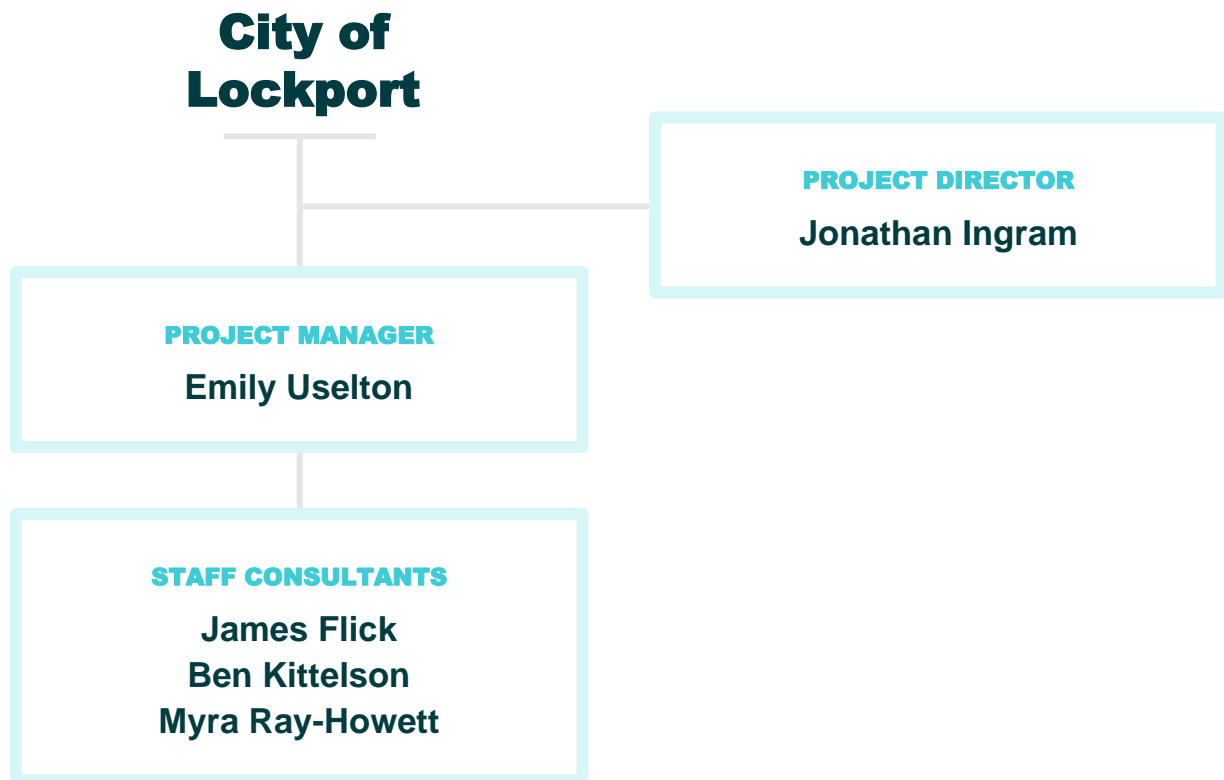 City of
Lockport
PROJECT DIRECTOR
Jonathan Ingram
PROJECT MANAGER
Emily Uselton
STAFF CONSULTANTS
James Flick
Ben Kittelson
Myra Ray-Howett